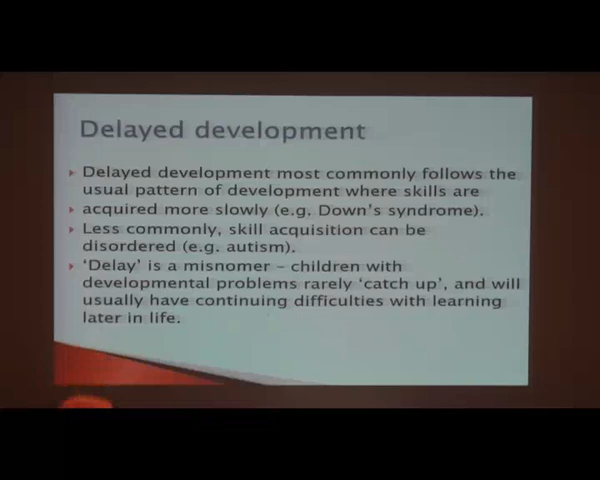 Delayed development
Delayed development most commonly follows the
usual pattern of development where skills are
acquired more slowly (e.g. Down's syndrome).
Less commonly, skill acquisition can be
disordered (e.g. autism).
‘Delay’ is a misnomer – children with
developmental problems rarely ‘catch up’, and will
usually have continuing difficulties with learning
later in life.